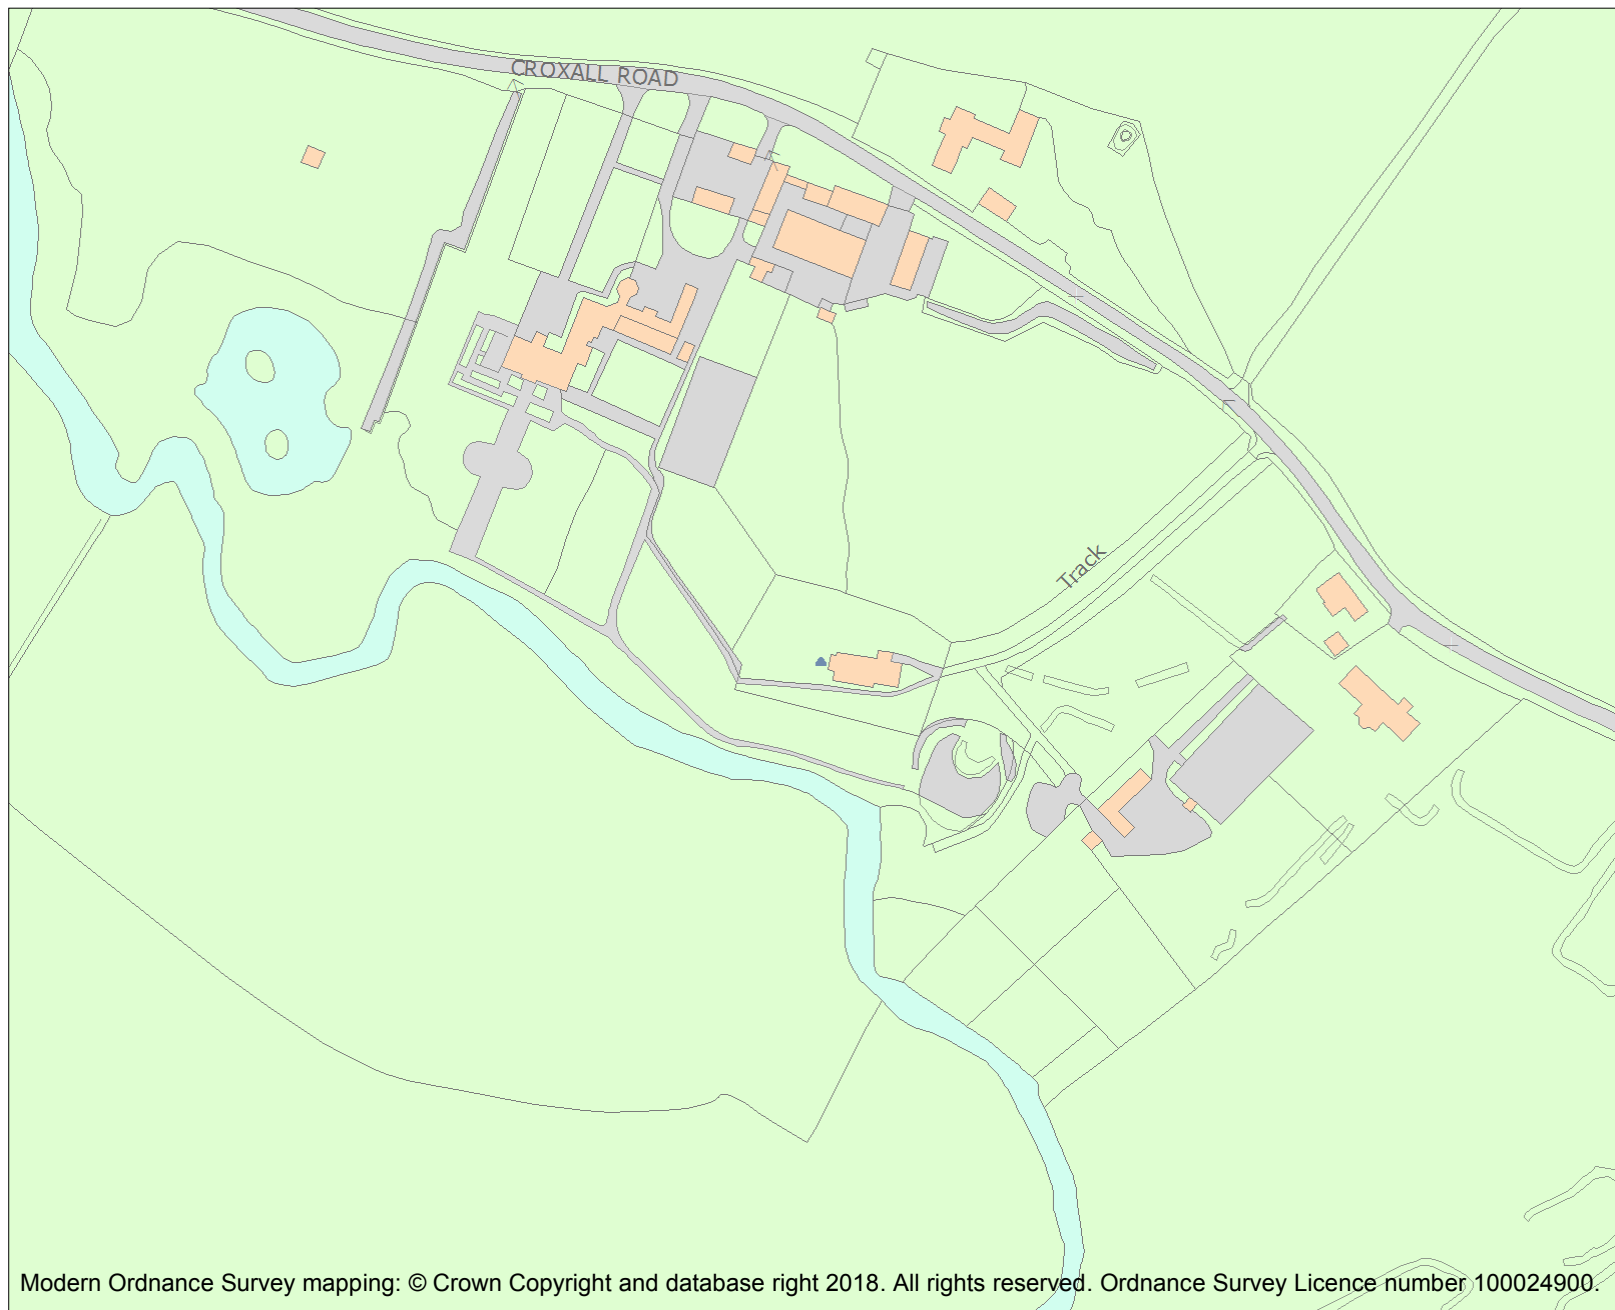 CROXALL ROAD
Track
Modern Ordnance Survey mapping: © Crown Copyright and database right 2018. All rights reserved. Ordnance Survey Licence number 100024900.